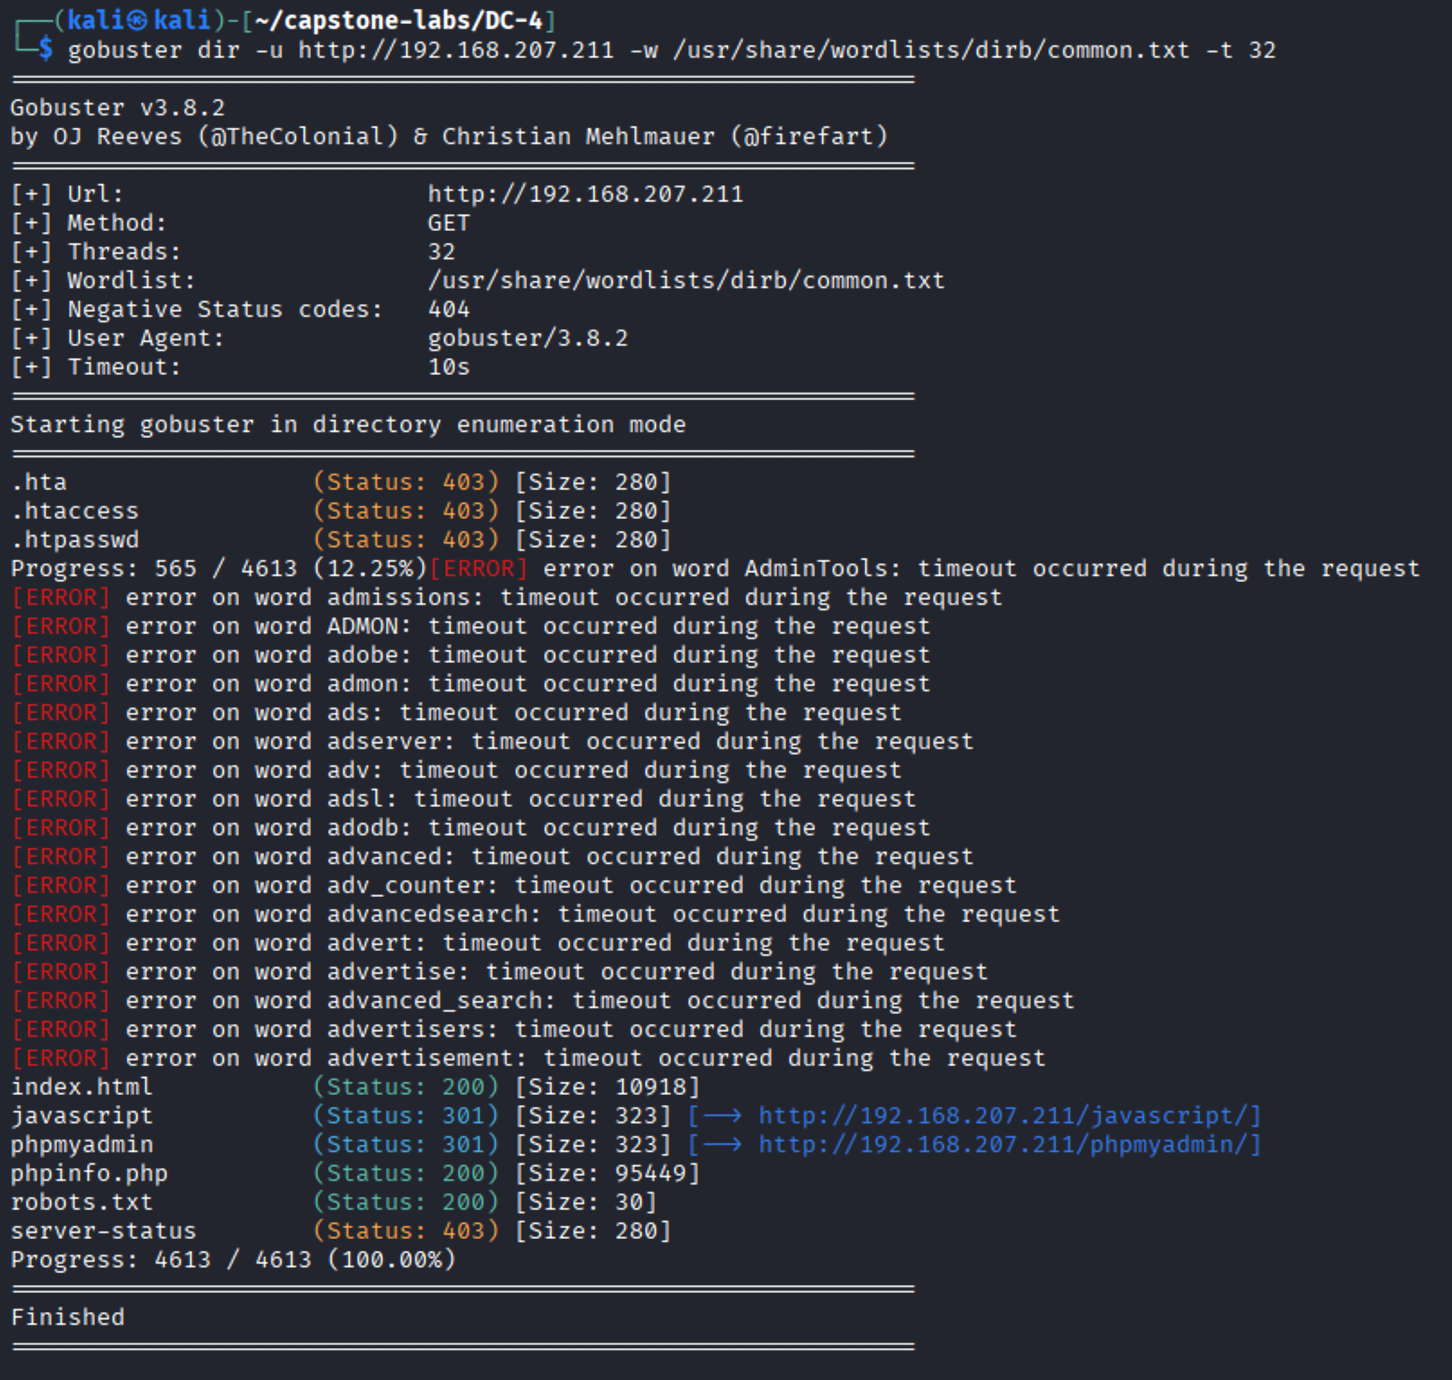 ┌──(kali㉿kali)-[~/capstone-labs/DC-4]
└─$ gobuster dir -u http://192.168.207.211 -w /usr/share/wordlists/dirb/common.txt -t 32
===============================================================
Gobuster v3.8.2
by OJ Reeves (@TheColonial) & Christian Mehlmauer (@firefart)
===============================================================
[+] Url:                     http://192.168.207.211
[+] Method:                  GET
[+] Threads:                 32
[+] Wordlist:                /usr/share/wordlists/dirb/common.txt
[+] Negative Status codes:   404
[+] User Agent:              gobuster/3.8.2
[+] Timeout:                 10s
===============================================================
Starting gobuster in directory enumeration mode
===============================================================
.hta                 (Status: 403) [Size: 280]
.htaccess            (Status: 403) [Size: 280]
.htpasswd            (Status: 403) [Size: 280]
Progress: 565 / 4613 (12.25%)[ERROR] error on word AdminTools: timeout occurred during the request
[ERROR] error on word admissions: timeout occurred during the request
[ERROR] error on word ADMON: timeout occurred during the request
[ERROR] error on word adobe: timeout occurred during the request
[ERROR] error on word admon: timeout occurred during the request
[ERROR] error on word ads: timeout occurred during the request
[ERROR] error on word adserver: timeout occurred during the request
[ERROR] error on word adv: timeout occurred during the request
[ERROR] error on word adsl: timeout occurred during the request
[ERROR] error on word adodb: timeout occurred during the request
[ERROR] error on word advanced: timeout occurred during the request
[ERROR] error on word adv_counter: timeout occurred during the request
[ERROR] error on word advancedsearch: timeout occurred during the request
[ERROR] error on word advert: timeout occurred during the request
[ERROR] error on word advertise: timeout occurred during the request
[ERROR] error on word advanced_search: timeout occurred during the request
[ERROR] error on word advertisers: timeout occurred during the request
[ERROR] error on word advertisement: timeout occurred during the request
index.html           (Status: 200) [Size: 10918]
javascript           (Status: 301) [Size: 323] [--> http://192.168.207.211/javascript/]
phpmyadmin           (Status: 301) [Size: 323] [--> http://192.168.207.211/phpmyadmin/]
phpinfo.php          (Status: 200) [Size: 95449]
robots.txt           (Status: 200) [Size: 30]
server-status        (Status: 403) [Size: 280]
Progress: 4613 / 4613 (100.00%)
===============================================================
Finished
===============================================================